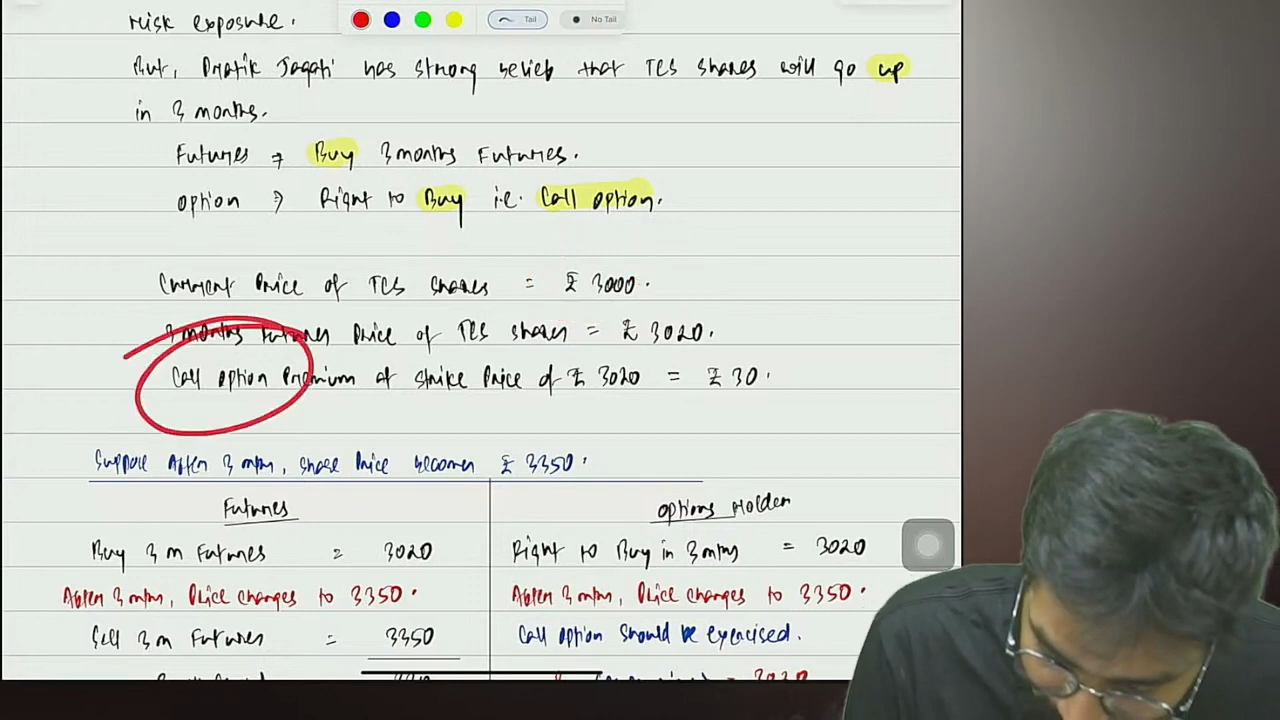 risk exposure.
Tail
No Tail
But, Pratik Jagati has strong belief that TCS shares will go up
in 3 months.
Futures ⇒ Buy 3 months Futures.
Option ⇒ Right to Buy i.e. Call Option.
Current Price of TCS shares = ₹ 3000.
3 months Futures Price of TCS shares = ₹ 3020.
Call Option Premium at Strike Price of ₹ 3020 = ₹ 30.
Suppose After 3 mths, share Price becomes ₹ 3350.
Futures
Options Holder
Buy 3 m Futures = 3020
Right to Buy in 3 mths = 3020
After 3 mths, Price changes to 3350.
After 3 mths, Price changes to 3350.
Sell 3 m Futures = 3350
Call Option should be exercised.